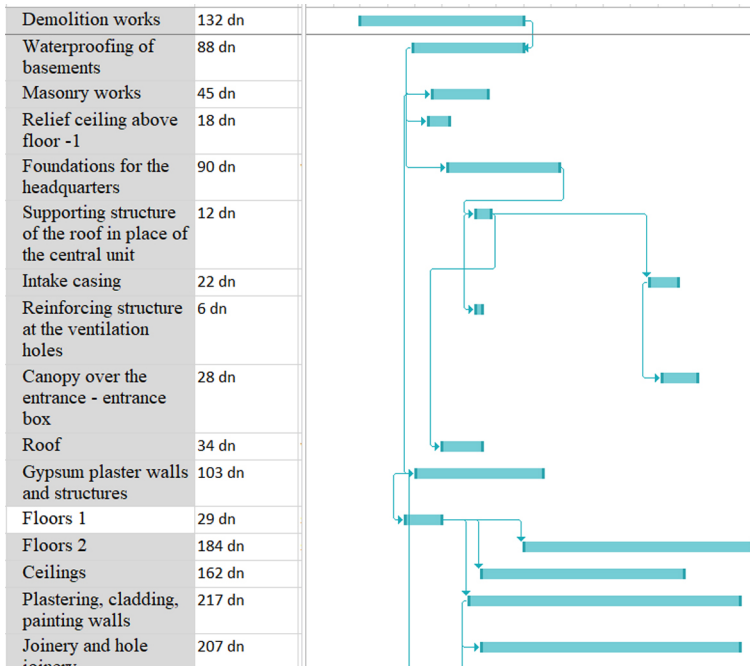 Demolition works 132 dn
Waterproofing of 88 dn
basements
Masonry works 45 dn
Relief ceiling above 18 dn
floor -1
Foundations for the 90 dn
headquarters
Supporting structure 12 dn
of the roof in place of
the central unit
Intake casing 22 dn
Reinforcing structure 6 dn
at the ventilation
holes
Canopy over the 28 dn
entrance - entrance
box
Roof 34 dn
Gypsum plaster walls 103 dn
and structures
Floors 1 29 dn
Floors 2 184 dn
Ceilings 162 dn
Plastering, cladding, 217 dn
painting walls
Joinery and hole 207 dn